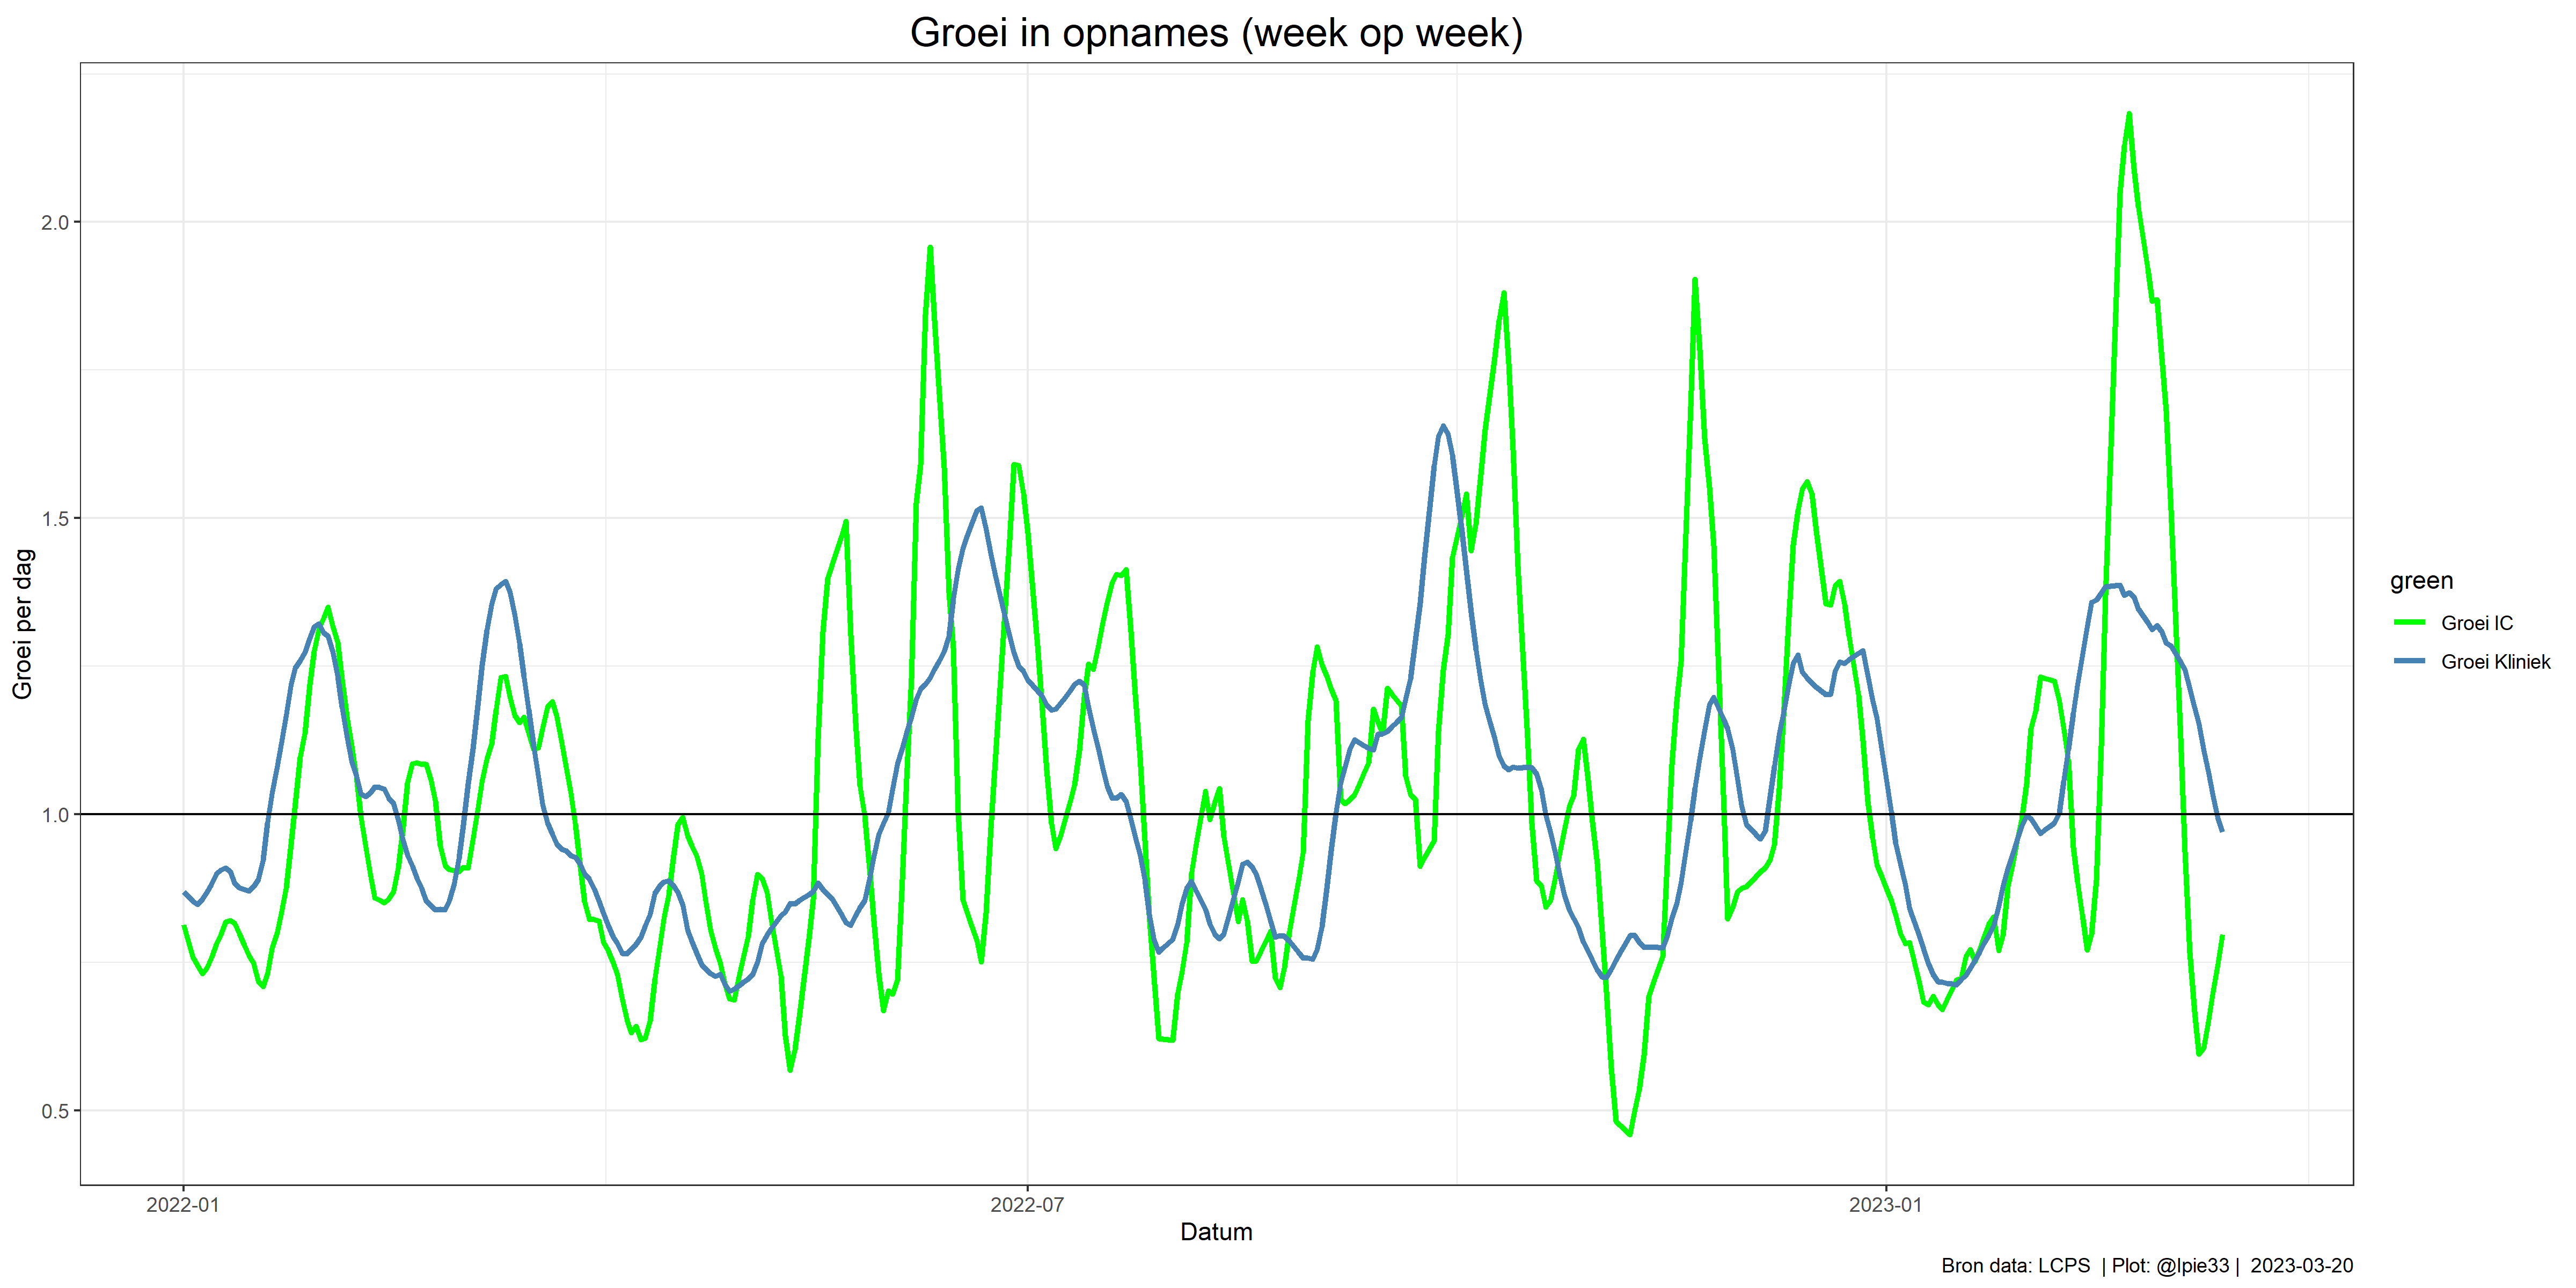 Groei in opnames (week op week)
Groei per dag
2.0
1.5
1.0
0.5
2022-01
2022-07
2023-01
Datum
green
Groei IC
Groei Kliniek
Bron data: LCPS | Plot: @lpie33 | 2023-03-20